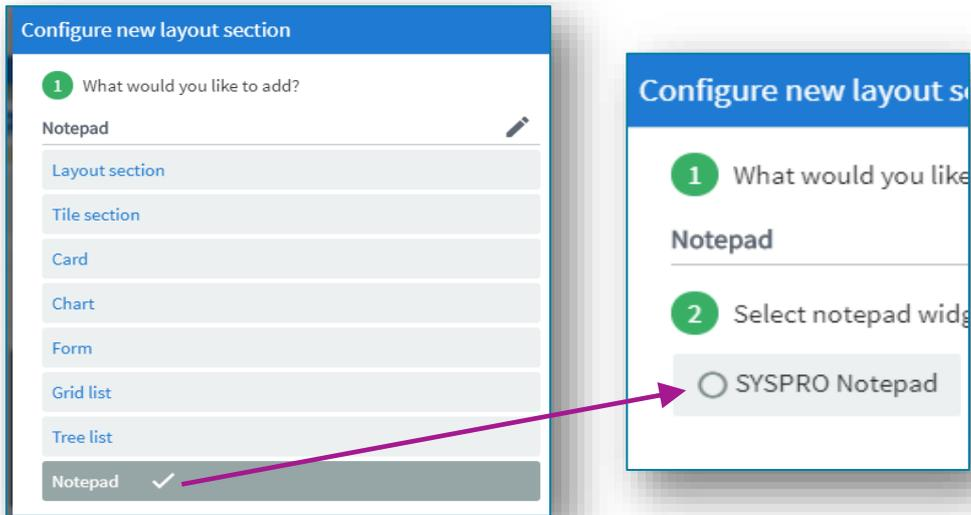 Configure new layout section
1 What would you like to add?
Notepad
Layout section
Tile section
Card
Chart
Form
Grid list
Tree list
Notepad
Configure new layout
1 What would you like
Notepad
2 Select notepad
SYSPRO Notepad